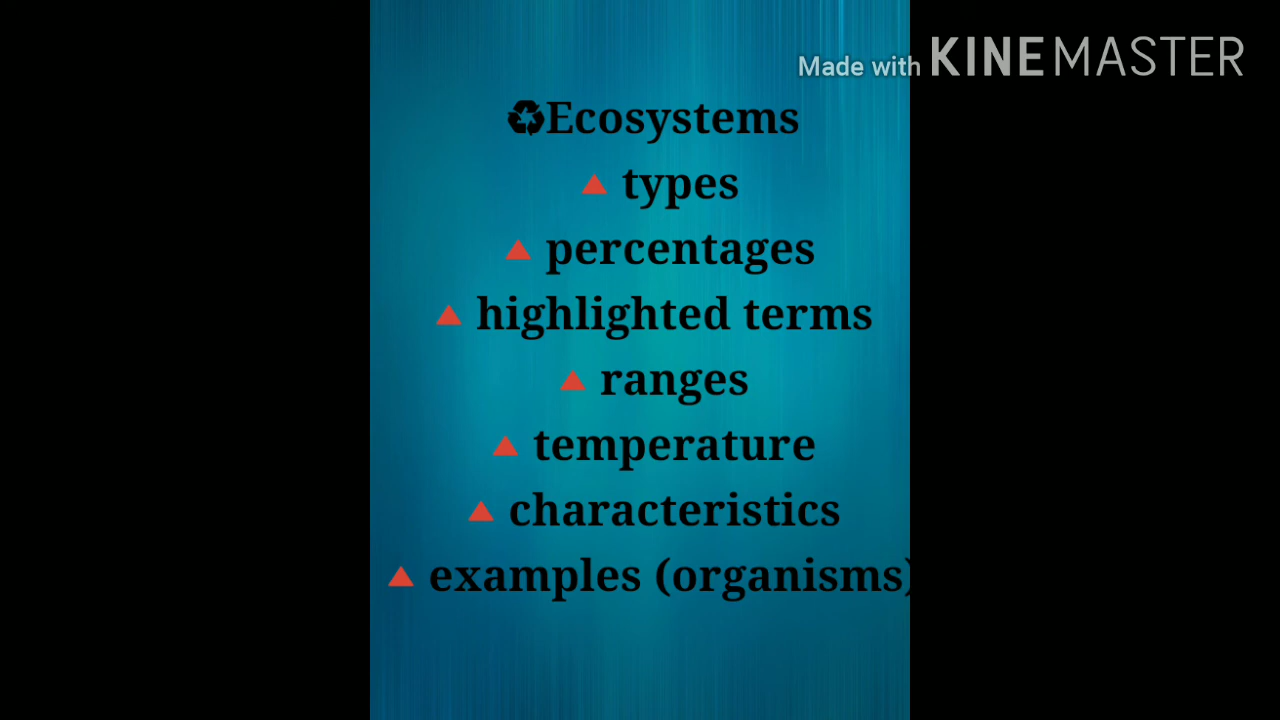 Made with KINEMASTER
♻Ecosystems
🔺 types
🔺 percentages
🔺 highlighted terms
🔺 ranges
🔺 temperature
🔺 characteristics
🔺 examples (organisms)